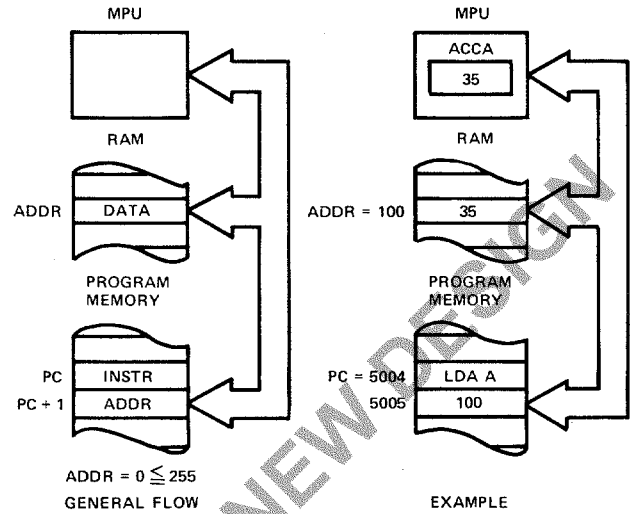 MPU
RAM
ADDR DATA
PROGRAM
MEMORY
PC INSTR
PC + 1 ADDR
ADDR = 0 ≦ 255
GENERAL FLOW
MPU
ACCA
35
RAM
ADDR = 100 35
PROGRAM
MEMORY
PC = 5004 LDA A
5005 100
EXAMPLE
NEW DESIGN